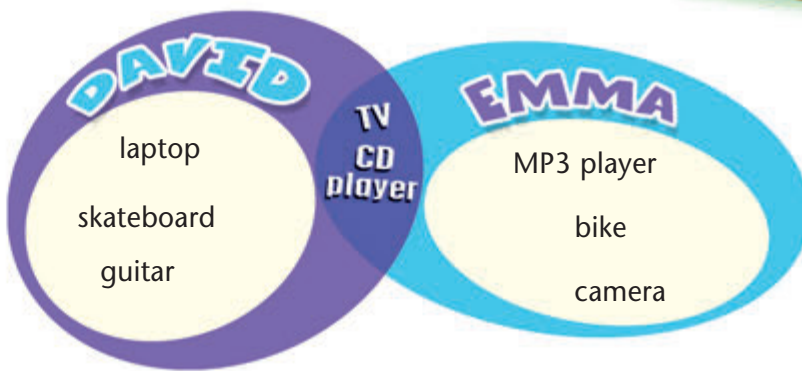 DAVID
laptop
skateboard
guitar
TV
CD
player
EMMA
MP3 player
bike
camera